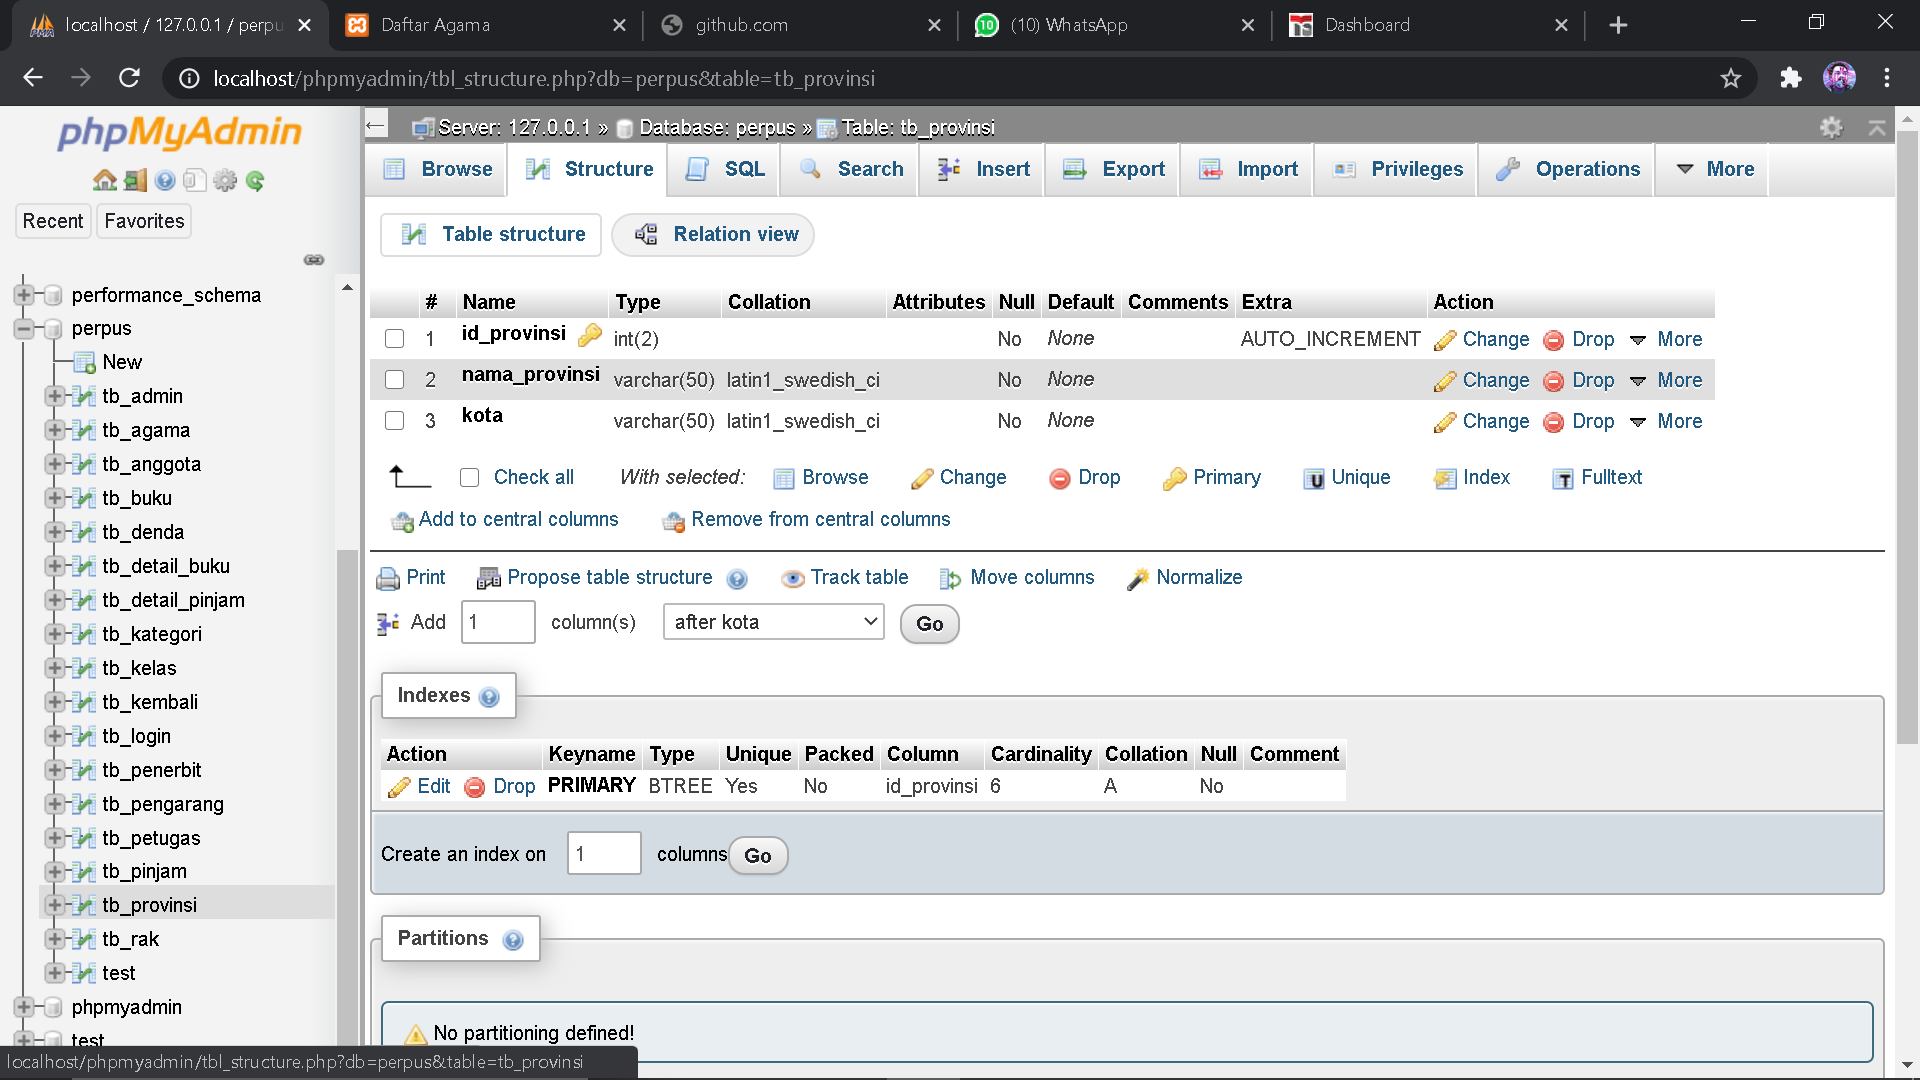 localhost / 127.0.0.1 / perpu
Daftar Agama
github.com
(10) WhatsApp
Dashboard
localhost/phpmyadmin/tbl_structure.php?db=perpus&table=tb_provinsi
phpMyAdmin
Recent
Favorites
performance_schema
perpus
New
tb_admin
tb_agama
tb_anggota
tb_buku
tb_denda
tb_detail_buku
tb_detail_pinjam
tb_kategori
tb_kelas
tb_kembali
tb_login
tb_penerbit
tb_pengarang
tb_petugas
tb_pinjam
tb_provinsi
tb_rak
test
phpmyadmin
test
localhost/phpmyadmin/tbl_structure.php?db=perpus&table=tb_provinsi
Server: 127.0.0.1 » Database: perpus » Table: tb_provinsi
Browse Structure SQL Search Insert Export Import Privileges Operations More
Table structure Relation view
# Name Type Collation Attributes Null Default Comments Extra Action
1 id_provinsi int(2) No None AUTO_INCREMENT Change Drop More
2 nama_provinsi varchar(50) latin1_swedish_ci No None Change Drop More
3 kota varchar(50) latin1_swedish_ci No None Change Drop More
Check all With selected: Browse Change Drop Primary Unique Index Fulltext
Add to central columns Remove from central columns
Print Propose table structure Track table Move columns Normalize
Add 1 column(s) after kota Go
Indexes
Action Keyname Type Unique Packed Column Cardinality Collation Null Comment
Edit Drop PRIMARY BTREE Yes No id_provinsi 6 A No
Create an index on 1 columns Go
Partitions
No partitioning defined!